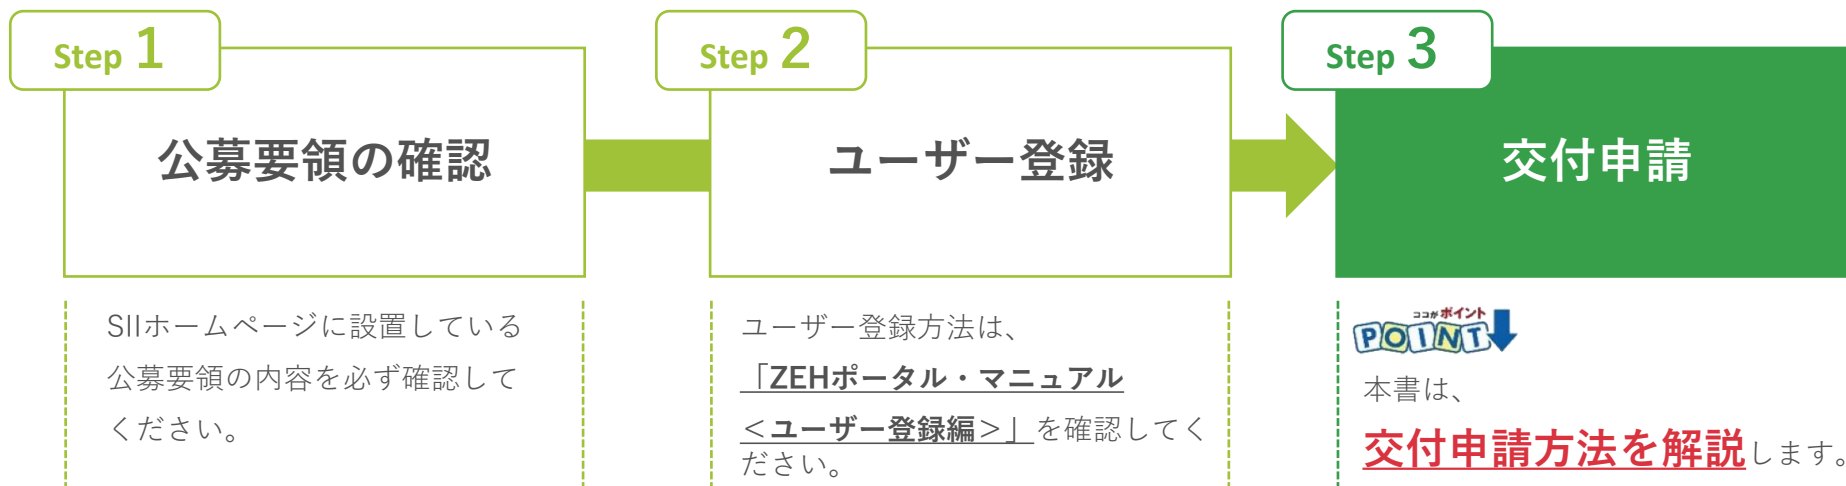 Step 1
公募要領の確認
SIIホームページに設置している
公募要領の内容を必ず確認して
ください。
Step 2
ユーザー登録
ユーザー登録方法は、
「ZEHポータル・マニュアル
＜ユーザー登録編＞」を確認してく
ださい。
Step 3
交付申請
ココがポイント
POINT
本書は、
交付申請方法を解説します。